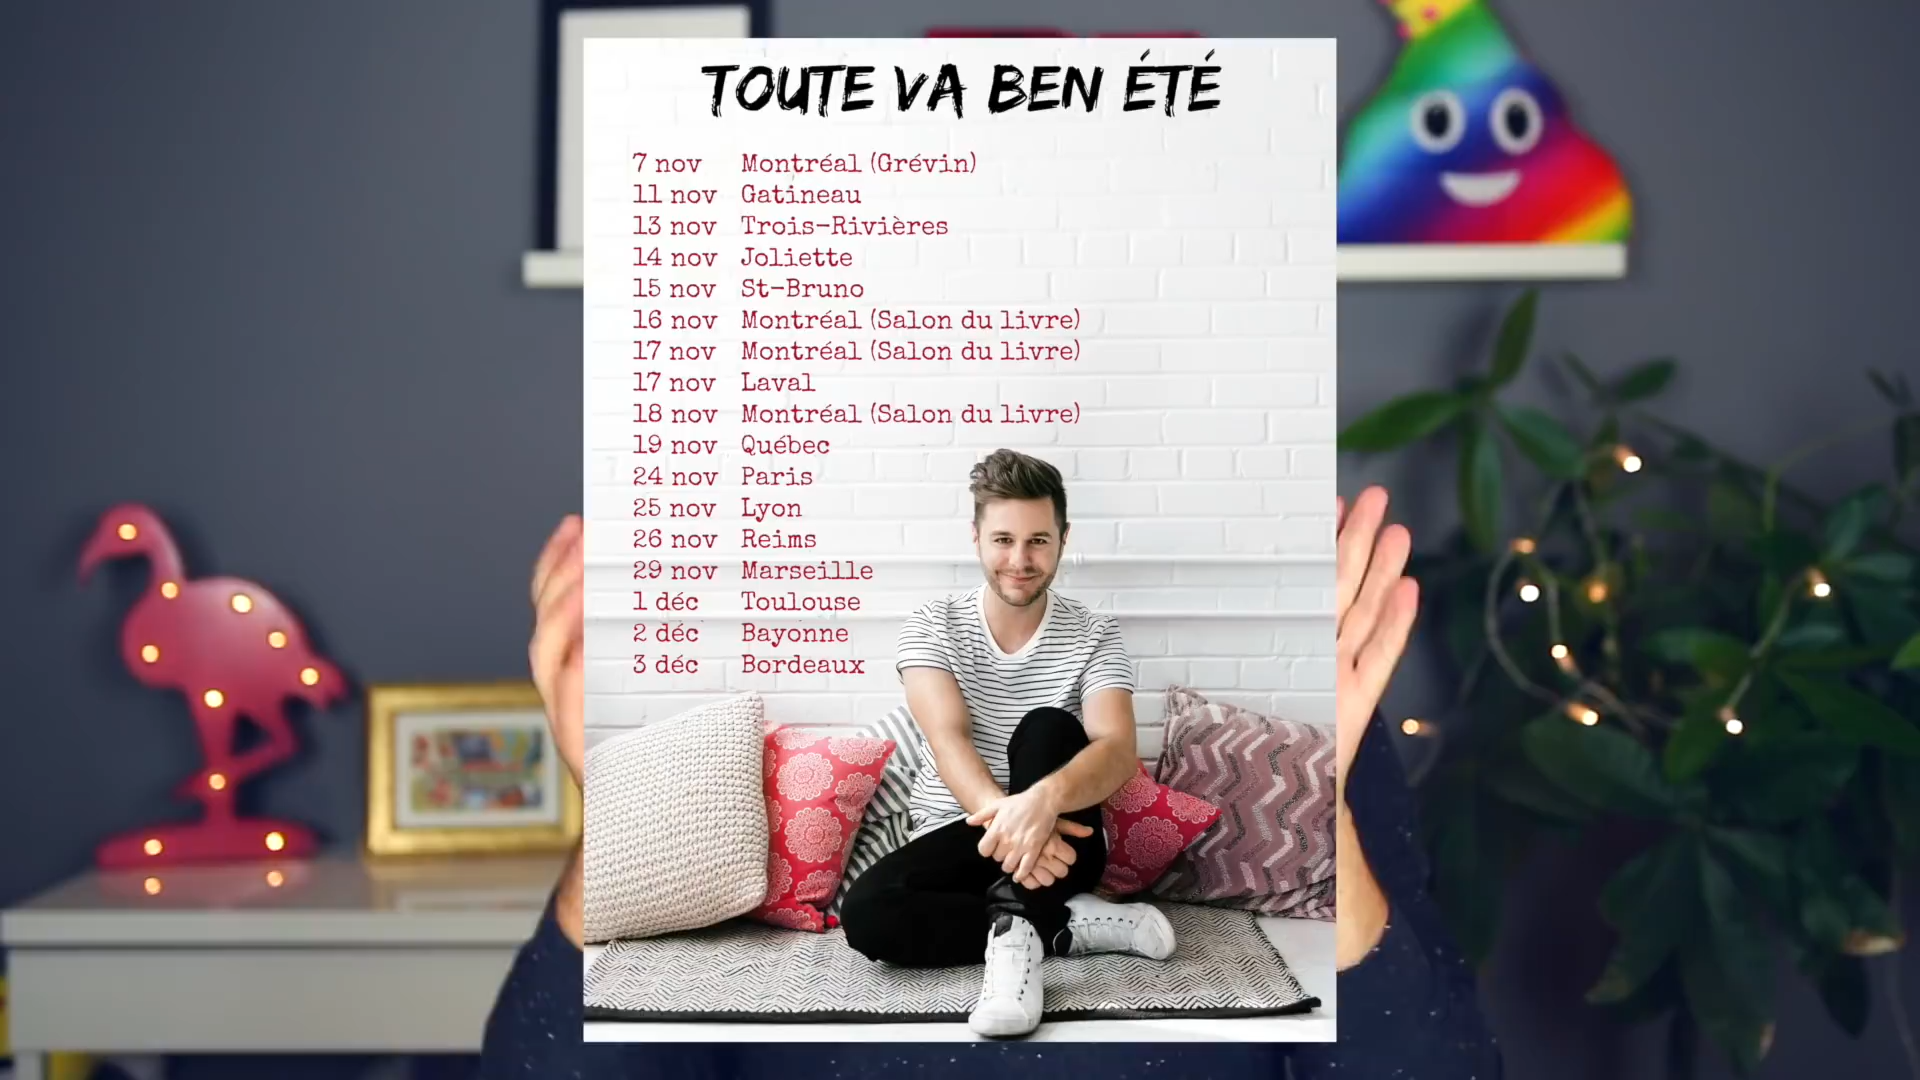 TOUTE VA BEN ÉTÉ
7 nov Montréal (Grévin)
11 nov Gatineau
13 nov Trois-Rivières
14 nov Joliette
15 nov St-Bruno
16 nov Montréal (Salon du livre)
17 nov Montréal (Salon du livre)
17 nov Laval
18 nov Montréal (Salon du livre)
19 nov Québec
24 nov Paris
25 nov Lyon
26 nov Reims
29 nov Marseille
1 déc Toulouse
2 déc Bayonne
3 déc Bordeaux